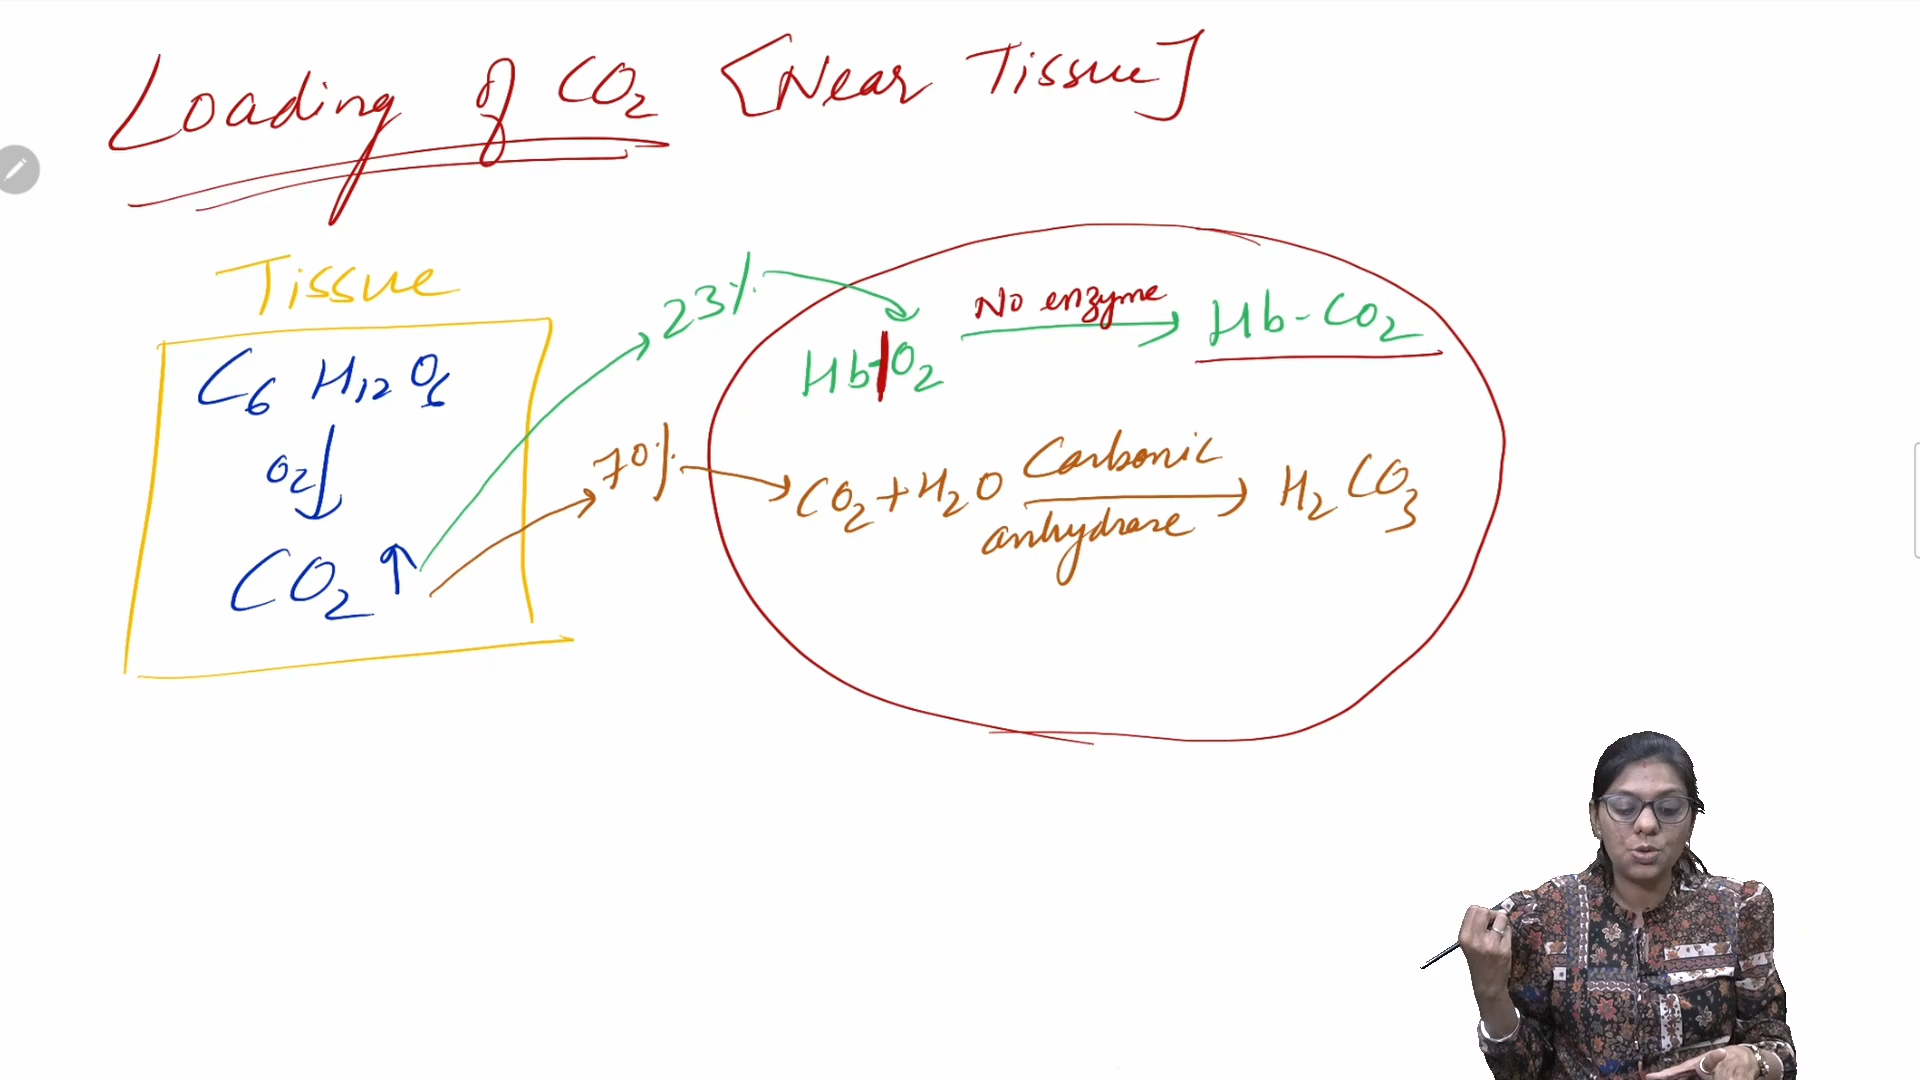 Loading of CO2 [Near Tissue]
Tissue
C6 H12 O6
O2
CO2 ↑
23%
No enzyme
Hb-O2 → Hb-CO2
70%
CO2 + H2O → H2CO3
Carbonic
anhydrase